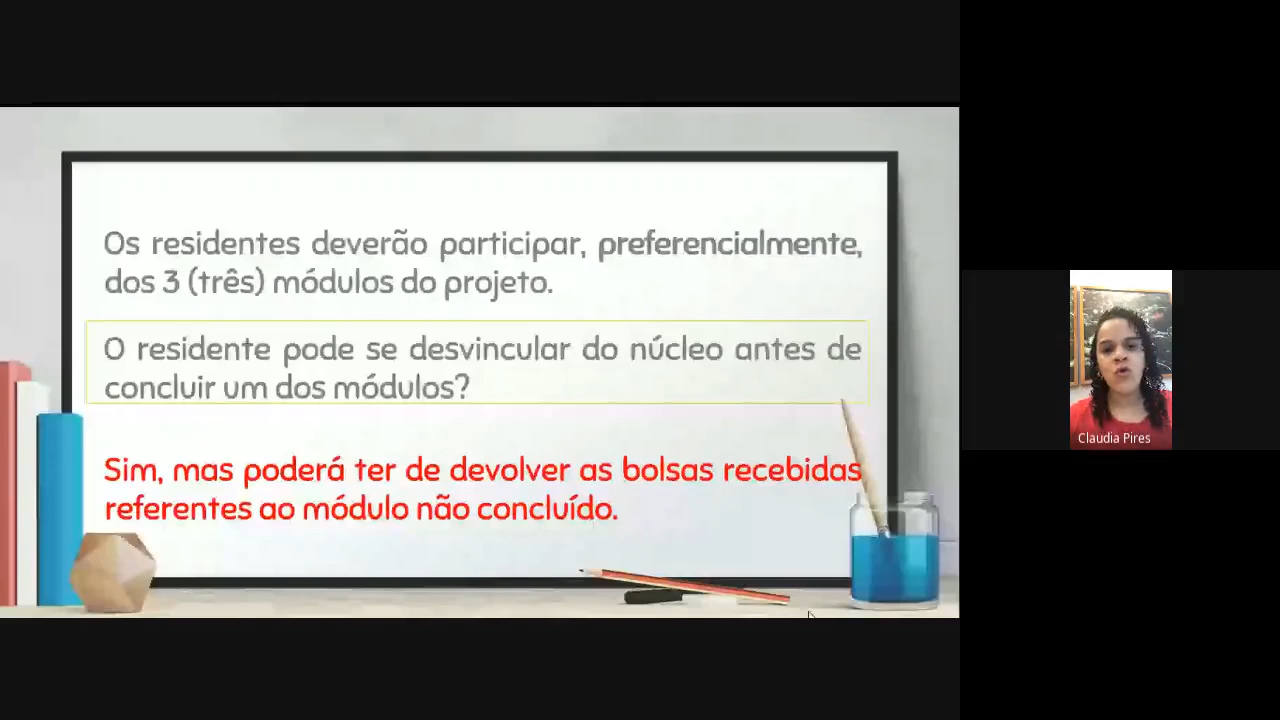 Os residentes deverão participar, preferencialmente,
dos 3 (três) módulos do projeto.
O residente pode se desvincular do núcleo antes de
concluir um dos módulos?
Sim, mas poderá ter de devolver as bolsas recebidas
referentes ao módulo não concluído.
Claudia Pires